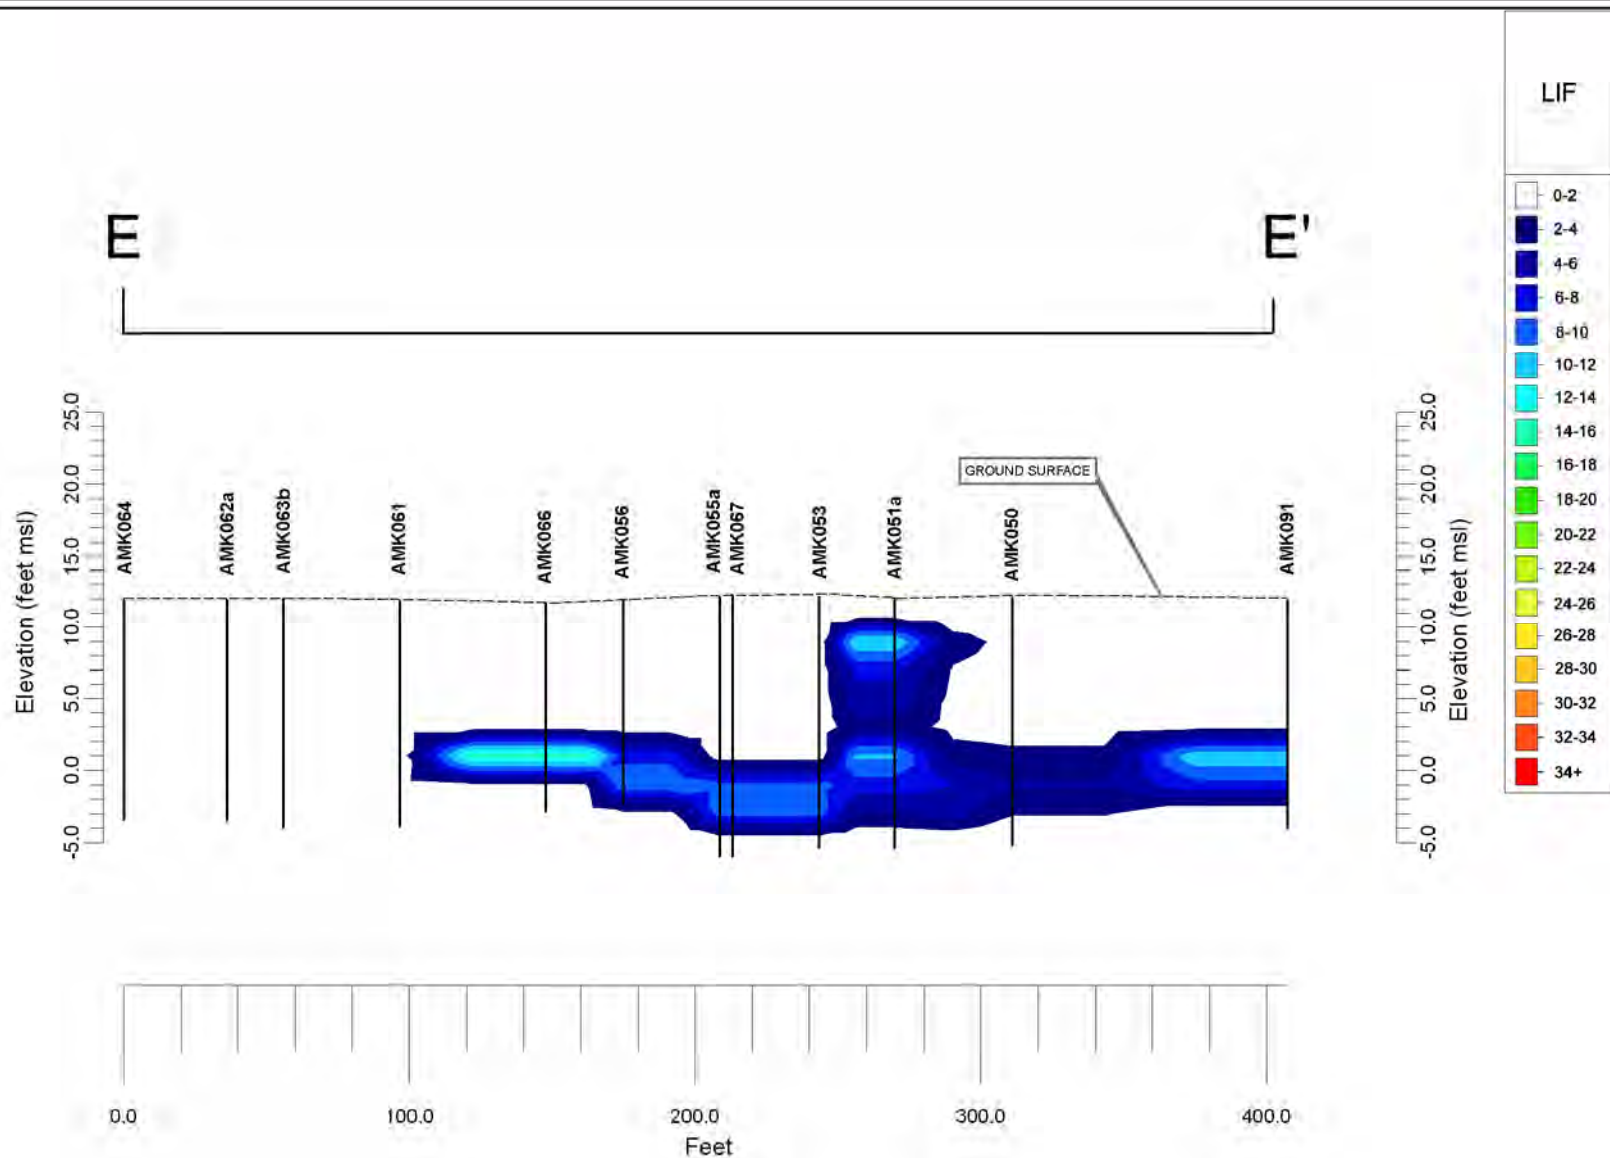 LIF
0-2
2-4
4-6
6-8
8-10
10-12
12-14
14-16
16-18
18-20
20-22
22-24
24-26
26-28
28-30
30-32
32-34
34+
E
E'
25.0
20.0
15.0
10.0
5.0
0.0
-5.0
Elevation (feet msl)
AMK064
AMK062a
AMK063b
AMK061
AMK066
AMK056
AMK055a
AMK067
AMK053
AMK051a
AMK050
AMK091
GROUND SURFACE
25.0
20.0
15.0
10.0
5.0
0.0
-5.0
Elevation (feet msl)
0.0
100.0
200.0
300.0
400.0
Feet